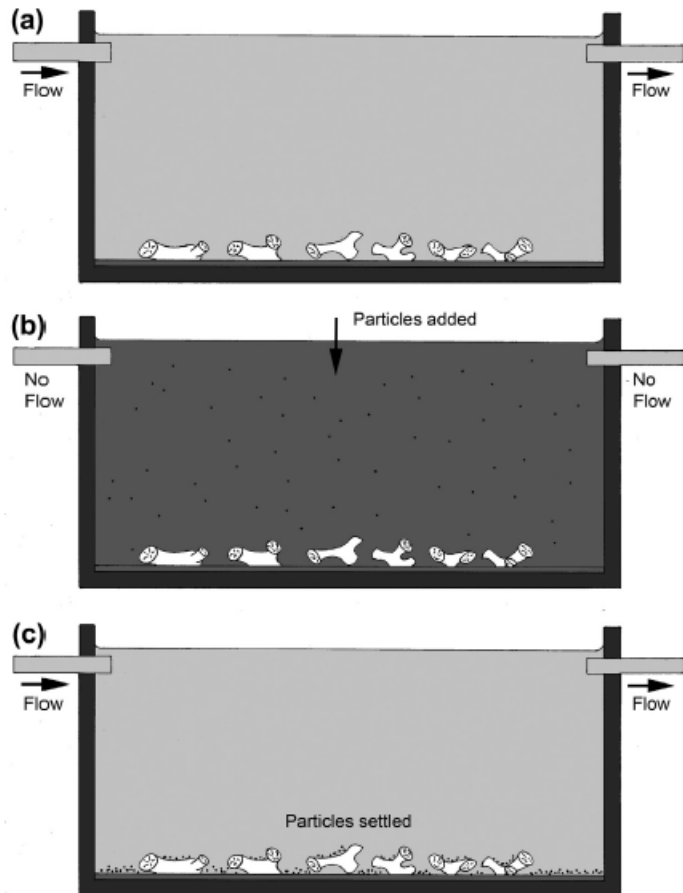 (a)
Flow
Flow
(b)
Particles added
No
Flow
No
Flow
(c)
Flow
Flow
Particles settled